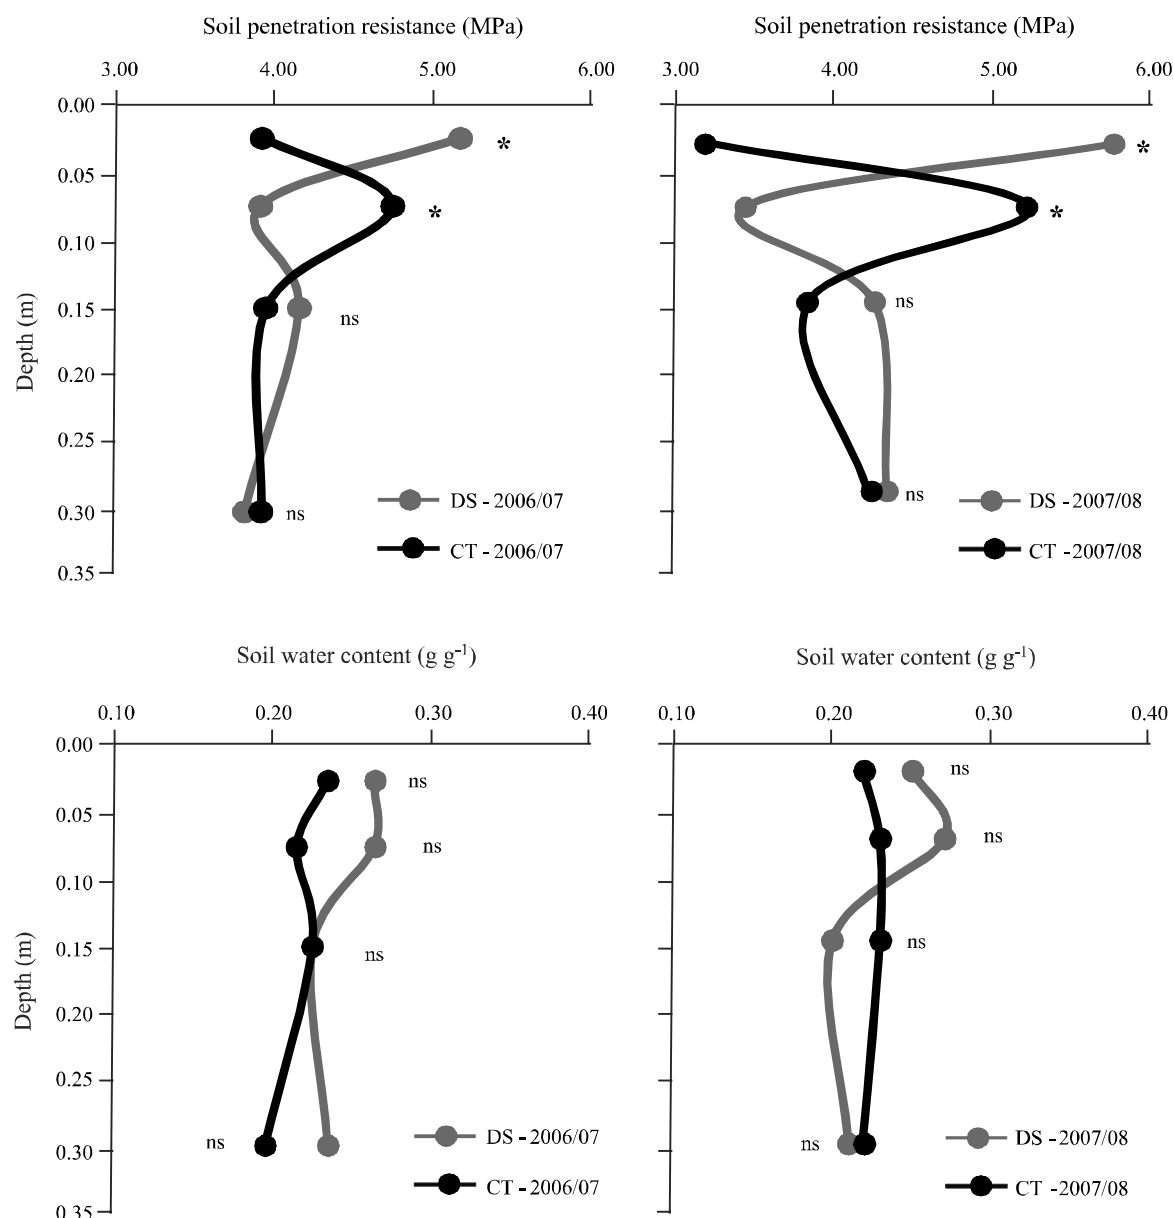 Soil penetration resistance (MPa)
3.00 4.00 5.00 6.00
0.00
0.05
0.10
0.15
0.20
0.25
0.30
0.35
Depth (m)
*
*
ns
ns
DS - 2006/07
CT - 2006/07
Soil penetration resistance (MPa)
3.00 4.00 5.00 6.00
*
*
ns
ns
DS - 2007/08
CT - 2007/08
Soil water content (g g-1)
0.10 0.20 0.30 0.40
0.00
0.05
0.10
0.15
0.20
0.25
0.30
0.35
Depth (m)
ns
ns
ns
ns
DS - 2006/07
CT - 2006/07
Soil water content (g g-1)
0.10 0.20 0.30 0.40
ns
ns
ns
ns
DS - 2007/08
CT - 2007/08